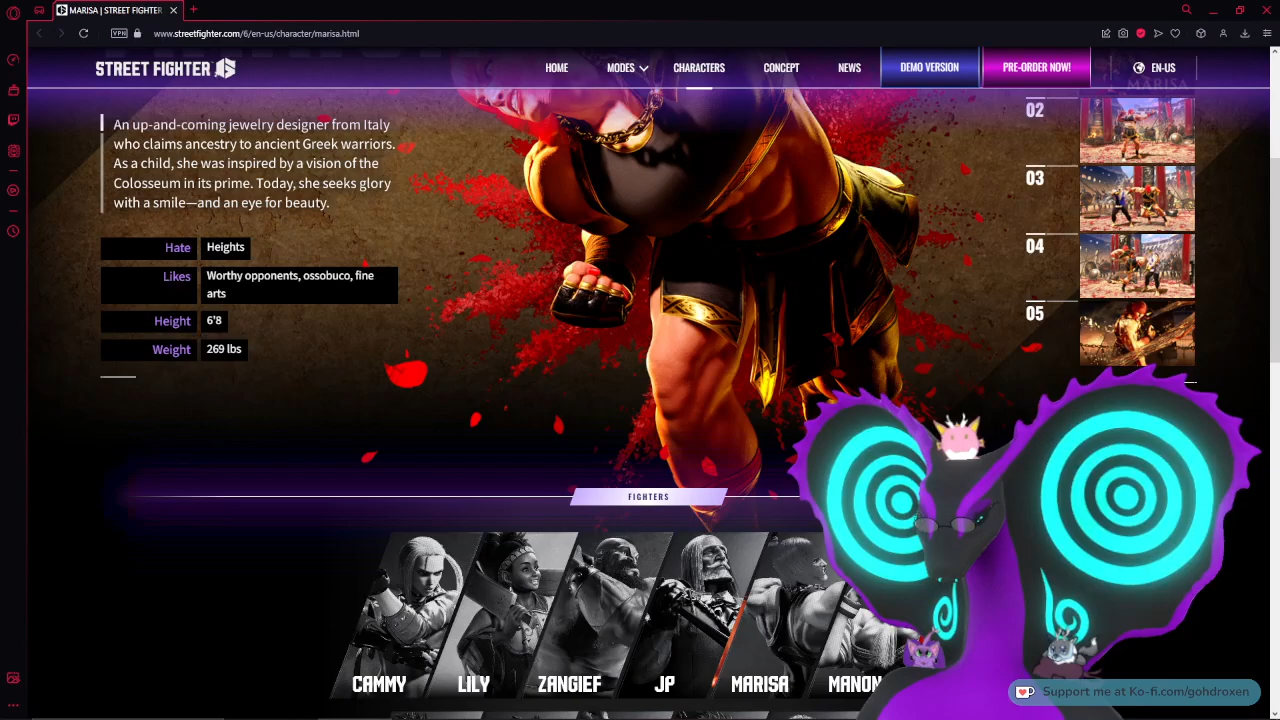 MARISA | STREET FIGHTER
VPN
www.streetfighter.com/6/en-us/character/marisa.html
STREET FIGHTER 6
HOME
MODES
CHARACTERS
CONCEPT
NEWS
DEMO VERSION
PRE-ORDER NOW!
EN-US
MARISA
An up-and-coming jewelry designer from Italy
who claims ancestry to ancient Greek warriors.
As a child, she was inspired by a vision of the
Colosseum in its prime. Today, she seeks glory
with a smile—and an eye for beauty.
Hate Heights
Likes Worthy opponents, ossobuco, fine
arts
Height 6'8
Weight 269 lbs
02
03
04
05
FIGHTERS
CAMMY
LILY
ZANGIEF
JP
MARISA
MANON
Support me at Ko-fi.com/gohdroxen